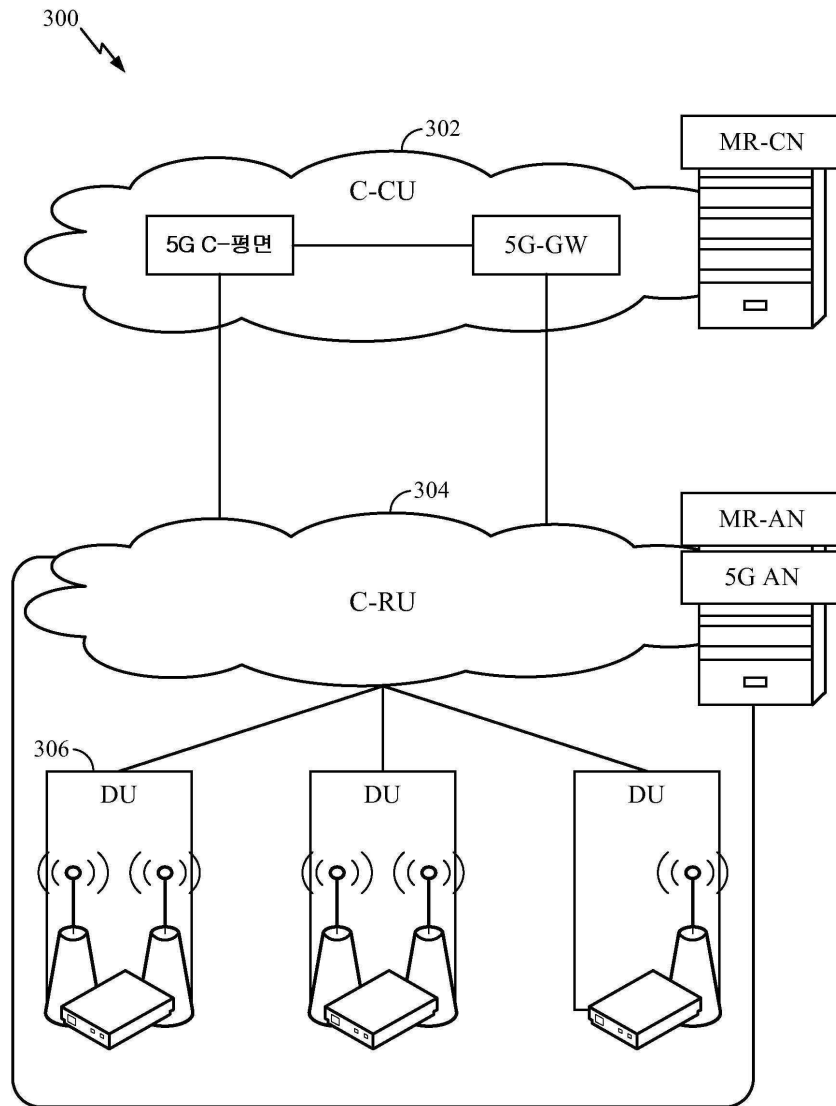 300
302
MR-CN
C-CU
5G C-평면
5G-GW
304
MR-AN
5G AN
C-RU
306
DU
DU
DU